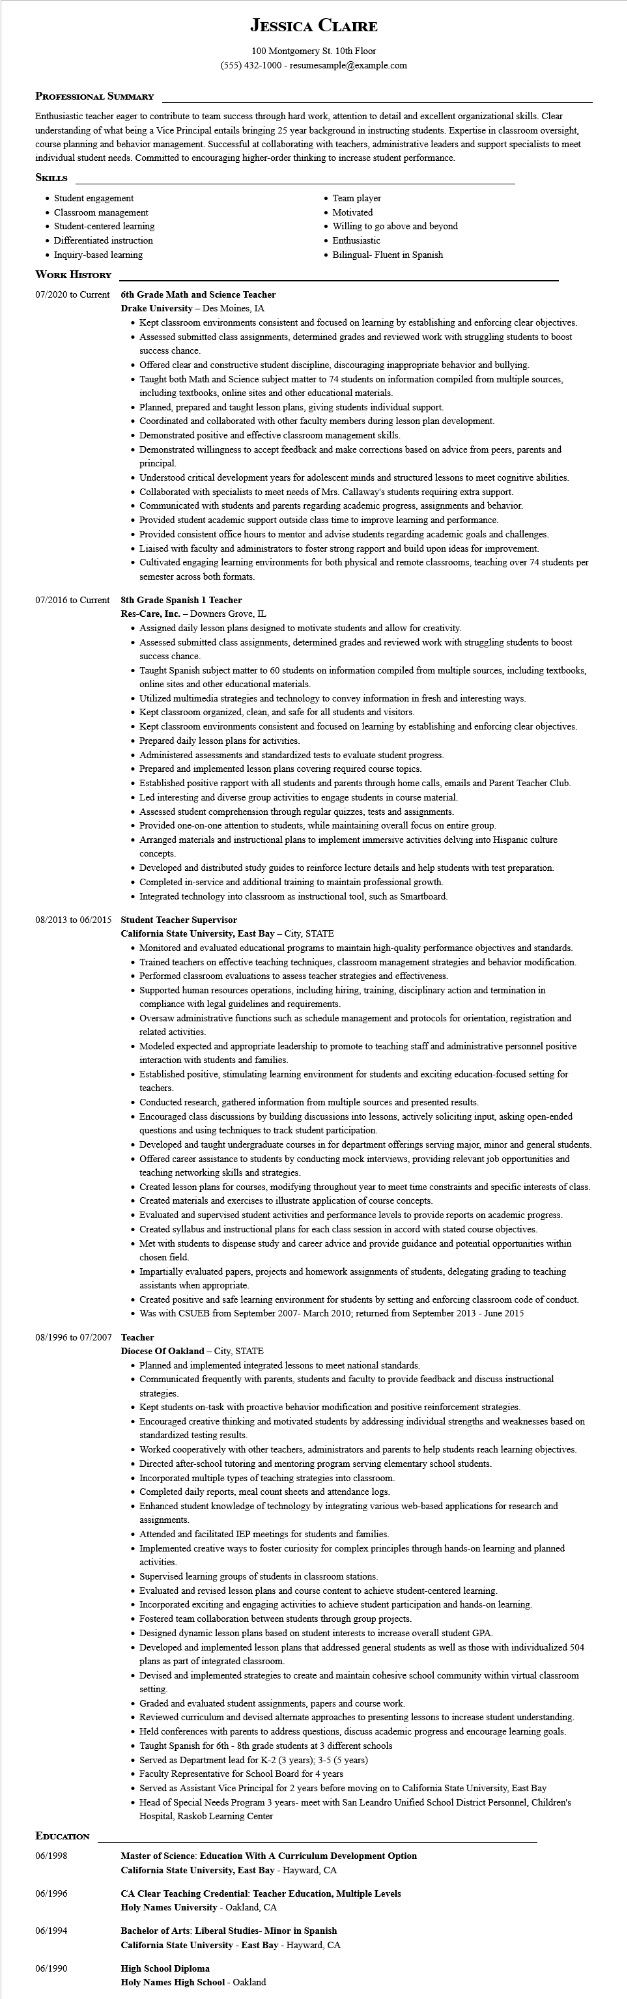 Jessica Claire
100 Montgomery St. 10th Floor
(555) 432-1000 - resumesample@example.com
Professional Summary
Enthusiastic teacher eager to contribute to team success through hard work, attention to detail and excellent organizational skills. Clear
understanding of what being a Vice Principal entails bringing 25 year background in instructing students. Expertise in classroom oversight,
course planning and behavior management. Successful at collaborating with teachers, administrative leaders and support specialists to meet
individual student needs. Committed to encouraging higher-order thinking to increase student performance.
Skills
• Student engagement
• Classroom management
• Student-centered learning
• Differentiated instruction
• Inquiry-based learning
• Team player
• Motivated
• Willing to go above and beyond
• Enthusiastic
• Bilingual- Fluent in Spanish
Work History
07/2020 to Current 6th Grade Math and Science Teacher
Drake University – Des Moines, IA
• Kept classroom environments consistent and focused on learning by establishing and enforcing clear objectives.
• Assessed submitted class assignments, determined grades and reviewed work with struggling students to boost
success chance.
• Offered clear and constructive student discipline, discouraging inappropriate behavior and bullying.
• Taught both Math and Science subject matter to 74 students on information compiled from multiple sources,
including textbooks, online sites and other educational materials.
• Planned, prepared and taught lesson plans, giving students individual support.
• Coordinated and collaborated with other faculty members during lesson plan development.
• Demonstrated positive and effective classroom management skills.
• Demonstrated willingness to accept feedback and make corrections based on advice from peers, parents and
principal.
• Understood critical development years for adolescent minds and structured lessons to meet cognitive abilities.
• Collaborated with specialists to meet needs of Mrs. Callaway's students requiring extra support.
• Communicated with students and parents regarding academic progress, assignments and behavior.
• Provided student academic support outside class time to improve learning and performance.
• Provided consistent office hours to mentor and advise students regarding academic goals and challenges.
• Liaised with faculty and administrators to foster strong rapport and build upon ideas for improvement.
• Cultivated engaging learning environments for both physical and remote classrooms, teaching over 74 students per
semester across both formats.
07/2016 to Current 8th Grade Spanish 1 Teacher
Res-Care, Inc. – Downers Grove, IL
• Assigned daily lesson plans designed to motivate students and allow for creativity.
• Assessed submitted class assignments, determined grades and reviewed work with struggling students to boost
success chance.
• Taught Spanish subject matter to 60 students on information compiled from multiple sources, including textbooks,
online sites and other educational materials.
• Utilized multimedia strategies and technology to convey information in fresh and interesting ways.
• Kept classroom organized, clean, and safe for all students and visitors.
• Kept classroom environments consistent and focused on learning by establishing and enforcing clear objectives.
• Prepared daily lesson plans for activities.
• Administered assessments and standardized tests to evaluate student progress.
• Prepared and implemented lesson plans covering required course topics.
• Established positive rapport with all students and parents through home calls, emails and Parent Teacher Club.
• Led interesting and diverse group activities to engage students in course material.
• Assessed student comprehension through regular quizzes, tests and assignments.
• Provided one-on-one attention to students, while maintaining overall focus on entire group.
• Arranged materials and instructional plans to implement immersive activities delving into Hispanic culture
concepts.
• Developed and distributed study guides to reinforce lecture details and help students with test preparation.
• Completed in-service and additional training to maintain professional growth.
• Integrated technology into classroom as instructional tool, such as Smartboard.
08/2013 to 06/2015 Student Teacher Supervisor
California State University, East Bay – City, STATE
• Monitored and evaluated educational programs to maintain high-quality performance objectives and standards.
• Trained teachers on effective teaching techniques, classroom management strategies and behavior modification.
• Performed classroom evaluations to assess teacher strategies and effectiveness.
• Supported human resources operations, including hiring, training, disciplinary action and termination in
compliance with legal guidelines and requirements.
• Oversaw administrative functions such as schedule management and protocols for orientation, registration and
related activities.
• Modeled expected and appropriate leadership to promote to teaching staff and administrative personnel positive
interaction with students and families.
• Established positive, stimulating learning environment for students and exciting education-focused setting for
teachers.
• Conducted research, gathered information from multiple sources and presented results.
• Encouraged class discussions by building discussions into lessons, actively soliciting input, asking open-ended
questions and using techniques to track student participation.
• Developed and taught undergraduate courses in for department offerings serving major, minor and general students.
• Offered career assistance to students by conducting mock interviews, providing relevant job opportunities and
teaching networking skills and strategies.
• Created lesson plans for courses, modifying throughout year to meet time constraints and specific interests of class.
• Created materials and exercises to illustrate application of course concepts.
• Evaluated and supervised student activities and performance levels to provide reports on academic progress.
• Created syllabus and instructional plans for each class session in accord with stated course objectives.
• Met with students to dispense study and career advice and provide guidance and potential opportunities within
chosen field.
• Impartially evaluated papers, projects and homework assignments of students, delegating grading to teaching
assistants when appropriate.
• Created positive and safe learning environment for students by setting and enforcing classroom code of conduct.
• Was with CSUEB from September 2007- March 2010; returned from September 2013 - June 2015
08/1996 to 07/2007 Teacher
Diocese Of Oakland – City, STATE
• Planned and implemented integrated lessons to meet national standards.
• Communicated frequently with parents, students and faculty to provide feedback and discuss instructional
strategies.
• Kept students on-task with proactive behavior modification and positive reinforcement strategies.
• Encouraged creative thinking and motivated students by addressing individual strengths and weaknesses based on
standardized testing results.
• Worked cooperatively with other teachers, administrators and parents to help students reach learning objectives.
• Directed after-school tutoring and mentoring program serving elementary school students.
• Incorporated multiple types of teaching strategies into classroom.
• Completed daily reports, meal count sheets and attendance logs.
• Enhanced student knowledge of technology by integrating various web-based applications for research and
assignments.
• Attended and facilitated IEP meetings for students and families.
• Implemented creative ways to foster curiosity for complex principles through hands-on learning and planned
activities.
• Supervised learning groups of students in classroom stations.
• Evaluated and revised lesson plans and course content to achieve student-centered learning.
• Incorporated exciting and engaging activities to achieve student participation and hands-on learning.
• Fostered team collaboration between students through group projects.
• Designed dynamic lesson plans based on student interests to increase overall student GPA.
• Developed and implemented lesson plans that addressed general students as well as those with individualized 504
plans as part of integrated classroom.
• Devised and implemented strategies to create and maintain cohesive school community within virtual classroom
setting.
• Graded and evaluated student assignments, papers and course work.
• Reviewed curriculum and devised alternate approaches to presenting lessons to increase student understanding.
• Held conferences with parents to address questions, discuss academic progress and encourage learning goals.
• Taught Spanish for 6th - 8th grade students at 3 different schools
• Served as Department lead for K-2 (3 years); 3-5 (5 years)
• Faculty Representative for School Board for 4 years
• Served as Assistant Vice Principal for 2 years before moving on to California State University, East Bay
• Head of Special Needs Program 3 years- meet with San Leandro Unified School District Personnel, Children's
Hospital, Raskob Learning Center
Education
06/1998 Master of Science: Education With A Curriculum Development Option
California State University, East Bay - Hayward, CA
06/1996 CA Clear Teaching Credential: Teacher Education, Multiple Levels
Holy Names University - Oakland, CA
06/1994 Bachelor of Arts: Liberal Studies- Minor in Spanish
California State University - East Bay - Hayward, CA
06/1990 High School Diploma
Holy Names High School - Oakland